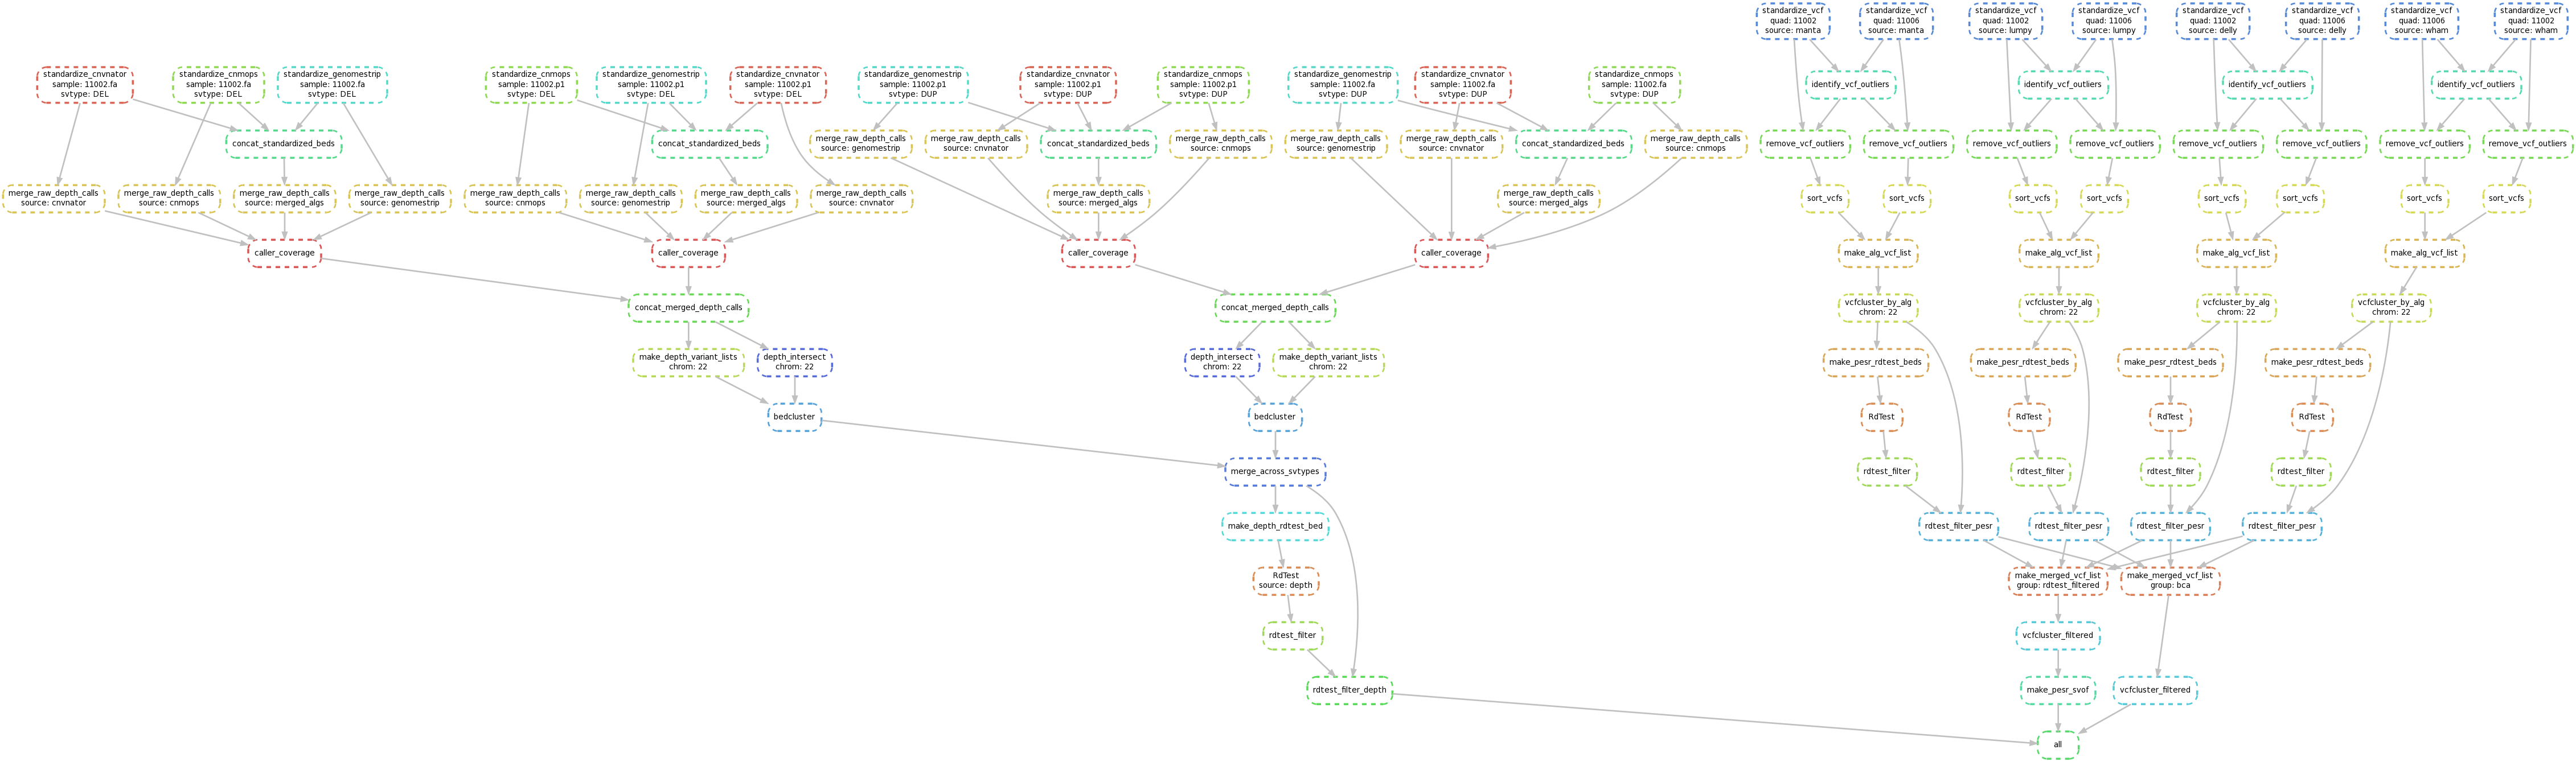 standardize_vcf
quad: 11002
source: manta
standardize_vcf
quad: 11006
source: manta
standardize_vcf
quad: 11002
source: lumpy
standardize_vcf
quad: 11006
source: lumpy
standardize_vcf
quad: 11002
source: delly
standardize_vcf
quad: 11006
source: delly
standardize_vcf
quad: 11006
source: wham
standardize_vcf
quad: 11002
source: wham
standardize_cnvnator
sample: 11002.fa
svtype: DEL
standardize_cnmops
sample: 11002.fa
svtype: DEL
standardize_genomestrip
sample: 11002.fa
svtype: DEL
standardize_cnmops
sample: 11002.p1
svtype: DEL
standardize_genomestrip
sample: 11002.p1
svtype: DEL
standardize_cnvnator
sample: 11002.p1
svtype: DEL
standardize_genomestrip
sample: 11002.p1
svtype: DUP
standardize_cnvnator
sample: 11002.p1
svtype: DUP
standardize_cnmops
sample: 11002.p1
svtype: DUP
standardize_genomestrip
sample: 11002.fa
svtype: DUP
standardize_cnvnator
sample: 11002.fa
svtype: DUP
standardize_cnmops
sample: 11002.fa
svtype: DUP
identify_vcf_outliers
identify_vcf_outliers
identify_vcf_outliers
identify_vcf_outliers
concat_standardized_beds
concat_standardized_beds
merge_raw_depth_calls
source: genomestrip
merge_raw_depth_calls
source: cnvnator
concat_standardized_beds
merge_raw_depth_calls
source: cnmops
merge_raw_depth_calls
source: genomestrip
merge_raw_depth_calls
source: cnvnator
concat_standardized_beds
merge_raw_depth_calls
source: cnmops
remove_vcf_outliers
remove_vcf_outliers
remove_vcf_outliers
remove_vcf_outliers
remove_vcf_outliers
remove_vcf_outliers
remove_vcf_outliers
remove_vcf_outliers
merge_raw_depth_calls
source: cnvnator
merge_raw_depth_calls
source: cnmops
merge_raw_depth_calls
source: merged_algs
merge_raw_depth_calls
source: genomestrip
merge_raw_depth_calls
source: cnmops
merge_raw_depth_calls
source: genomestrip
merge_raw_depth_calls
source: merged_algs
merge_raw_depth_calls
source: cnvnator
merge_raw_depth_calls
source: merged_algs
merge_raw_depth_calls
source: merged_algs
sort_vcfs
sort_vcfs
sort_vcfs
sort_vcfs
sort_vcfs
sort_vcfs
sort_vcfs
sort_vcfs
caller_coverage
caller_coverage
caller_coverage
caller_coverage
make_alg_vcf_list
make_alg_vcf_list
make_alg_vcf_list
make_alg_vcf_list
concat_merged_depth_calls
concat_merged_depth_calls
vcfcluster_by_alg
chrom: 22
vcfcluster_by_alg
chrom: 22
vcfcluster_by_alg
chrom: 22
vcfcluster_by_alg
chrom: 22
make_depth_variant_lists
chrom: 22
depth_intersect
chrom: 22
depth_intersect
chrom: 22
make_depth_variant_lists
chrom: 22
make_pesr_rdtest_beds
make_pesr_rdtest_beds
make_pesr_rdtest_beds
make_pesr_rdtest_beds
bedcluster
bedcluster
RdTest
RdTest
RdTest
RdTest
merge_across_svtypes
rdtest_filter
rdtest_filter
rdtest_filter
rdtest_filter
make_depth_rdtest_bed
rdtest_filter_pesr
rdtest_filter_pesr
rdtest_filter_pesr
rdtest_filter_pesr
RdTest
source: depth
make_merged_vcf_list
group: rdtest_filtered
make_merged_vcf_list
group: bca
rdtest_filter
vcfcluster_filtered
rdtest_filter_depth
make_pesr_svof
vcfcluster_filtered
all